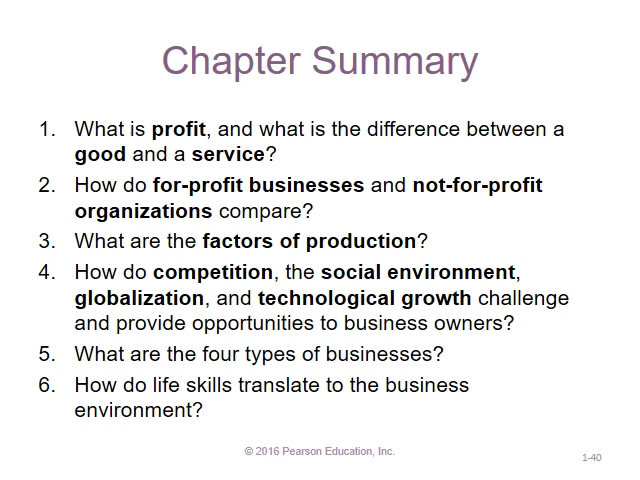 Chapter Summary
1. What is profit, and what is the difference between a
good and a service?
2. How do for-profit businesses and not-for-profit
organizations compare?
3. What are the factors of production?
4. How do competition, the social environment,
globalization, and technological growth challenge
and provide opportunities to business owners?
5. What are the four types of businesses?
6. How do life skills translate to the business
environment?
© 2016 Pearson Education, Inc.
1-40